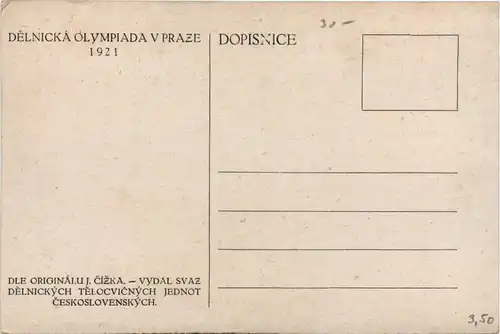 30-
DĚLNICKÁ OLYMPIADA V PRAZE
1921
DOPISNICE
DLE ORIGINÁLU J. ČÍŽKA. — VYDAL SVAZ
DĚLNICKÝCH TĚLOCVIČNÝCH JEDNOT
ČESKOSLOVENSKÝCH.
3,50